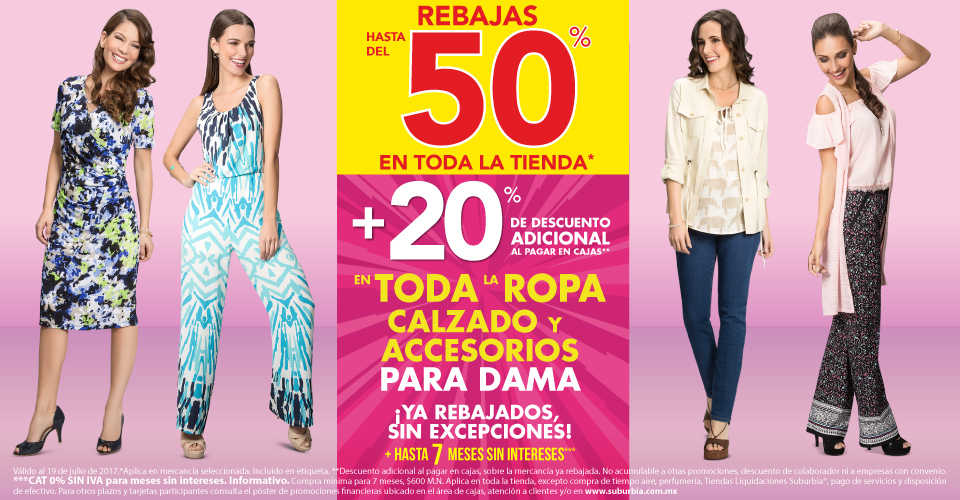 REBAJAS
HASTA
DEL
50%
EN TODA LA TIENDA*
+20%
DE DESCUENTO
ADICIONAL
AL PAGAR EN CAJAS**
EN TODA LA ROPA
CALZADO Y
ACCESORIOS
PARA DAMA
¡YA REBAJADOS,
SIN EXCEPCIONES!
+ HASTA 7 MESES SIN INTERESES***
Válido al 19 de julio de 2017.*Aplica en mercancía seleccionada. Incluido en etiqueta. **Descuento adicional al pagar en cajas, sobre la mercancía ya rebajada. No acumulable a otras promociones, descuento de colaborador ni a empresas con convenio.
***CAT 0% SIN IVA para meses sin intereses. Informativo. Compra mínima para 7 meses, $600 M.N. Aplica en toda la tienda, excepto compra de tiempo aire, perfumería, Tiendas Liquidaciones Suburbia®, pago de servicios y disposición
de efectivo. Para otros plazos y tarjetas participantes consulta el póster de promociones financieras ubicado en el área de cajas, atención a clientes y/o en www.suburbia.com.mx